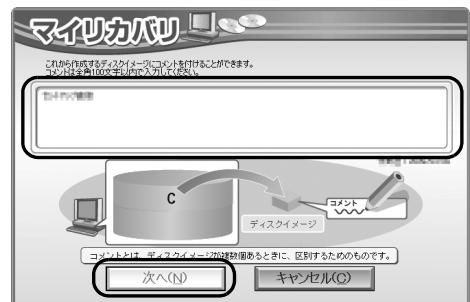 マイリカバリ
これから作成するディスクイメージにコメントを付けることができます。
コメントは全角100文字以内で入力してください。
C
ディスクイメージ
コメント
コメントとは、ディスクイメージが複数個あるときに、区別するためのものです。
次へ(N)
キャンセル(C)